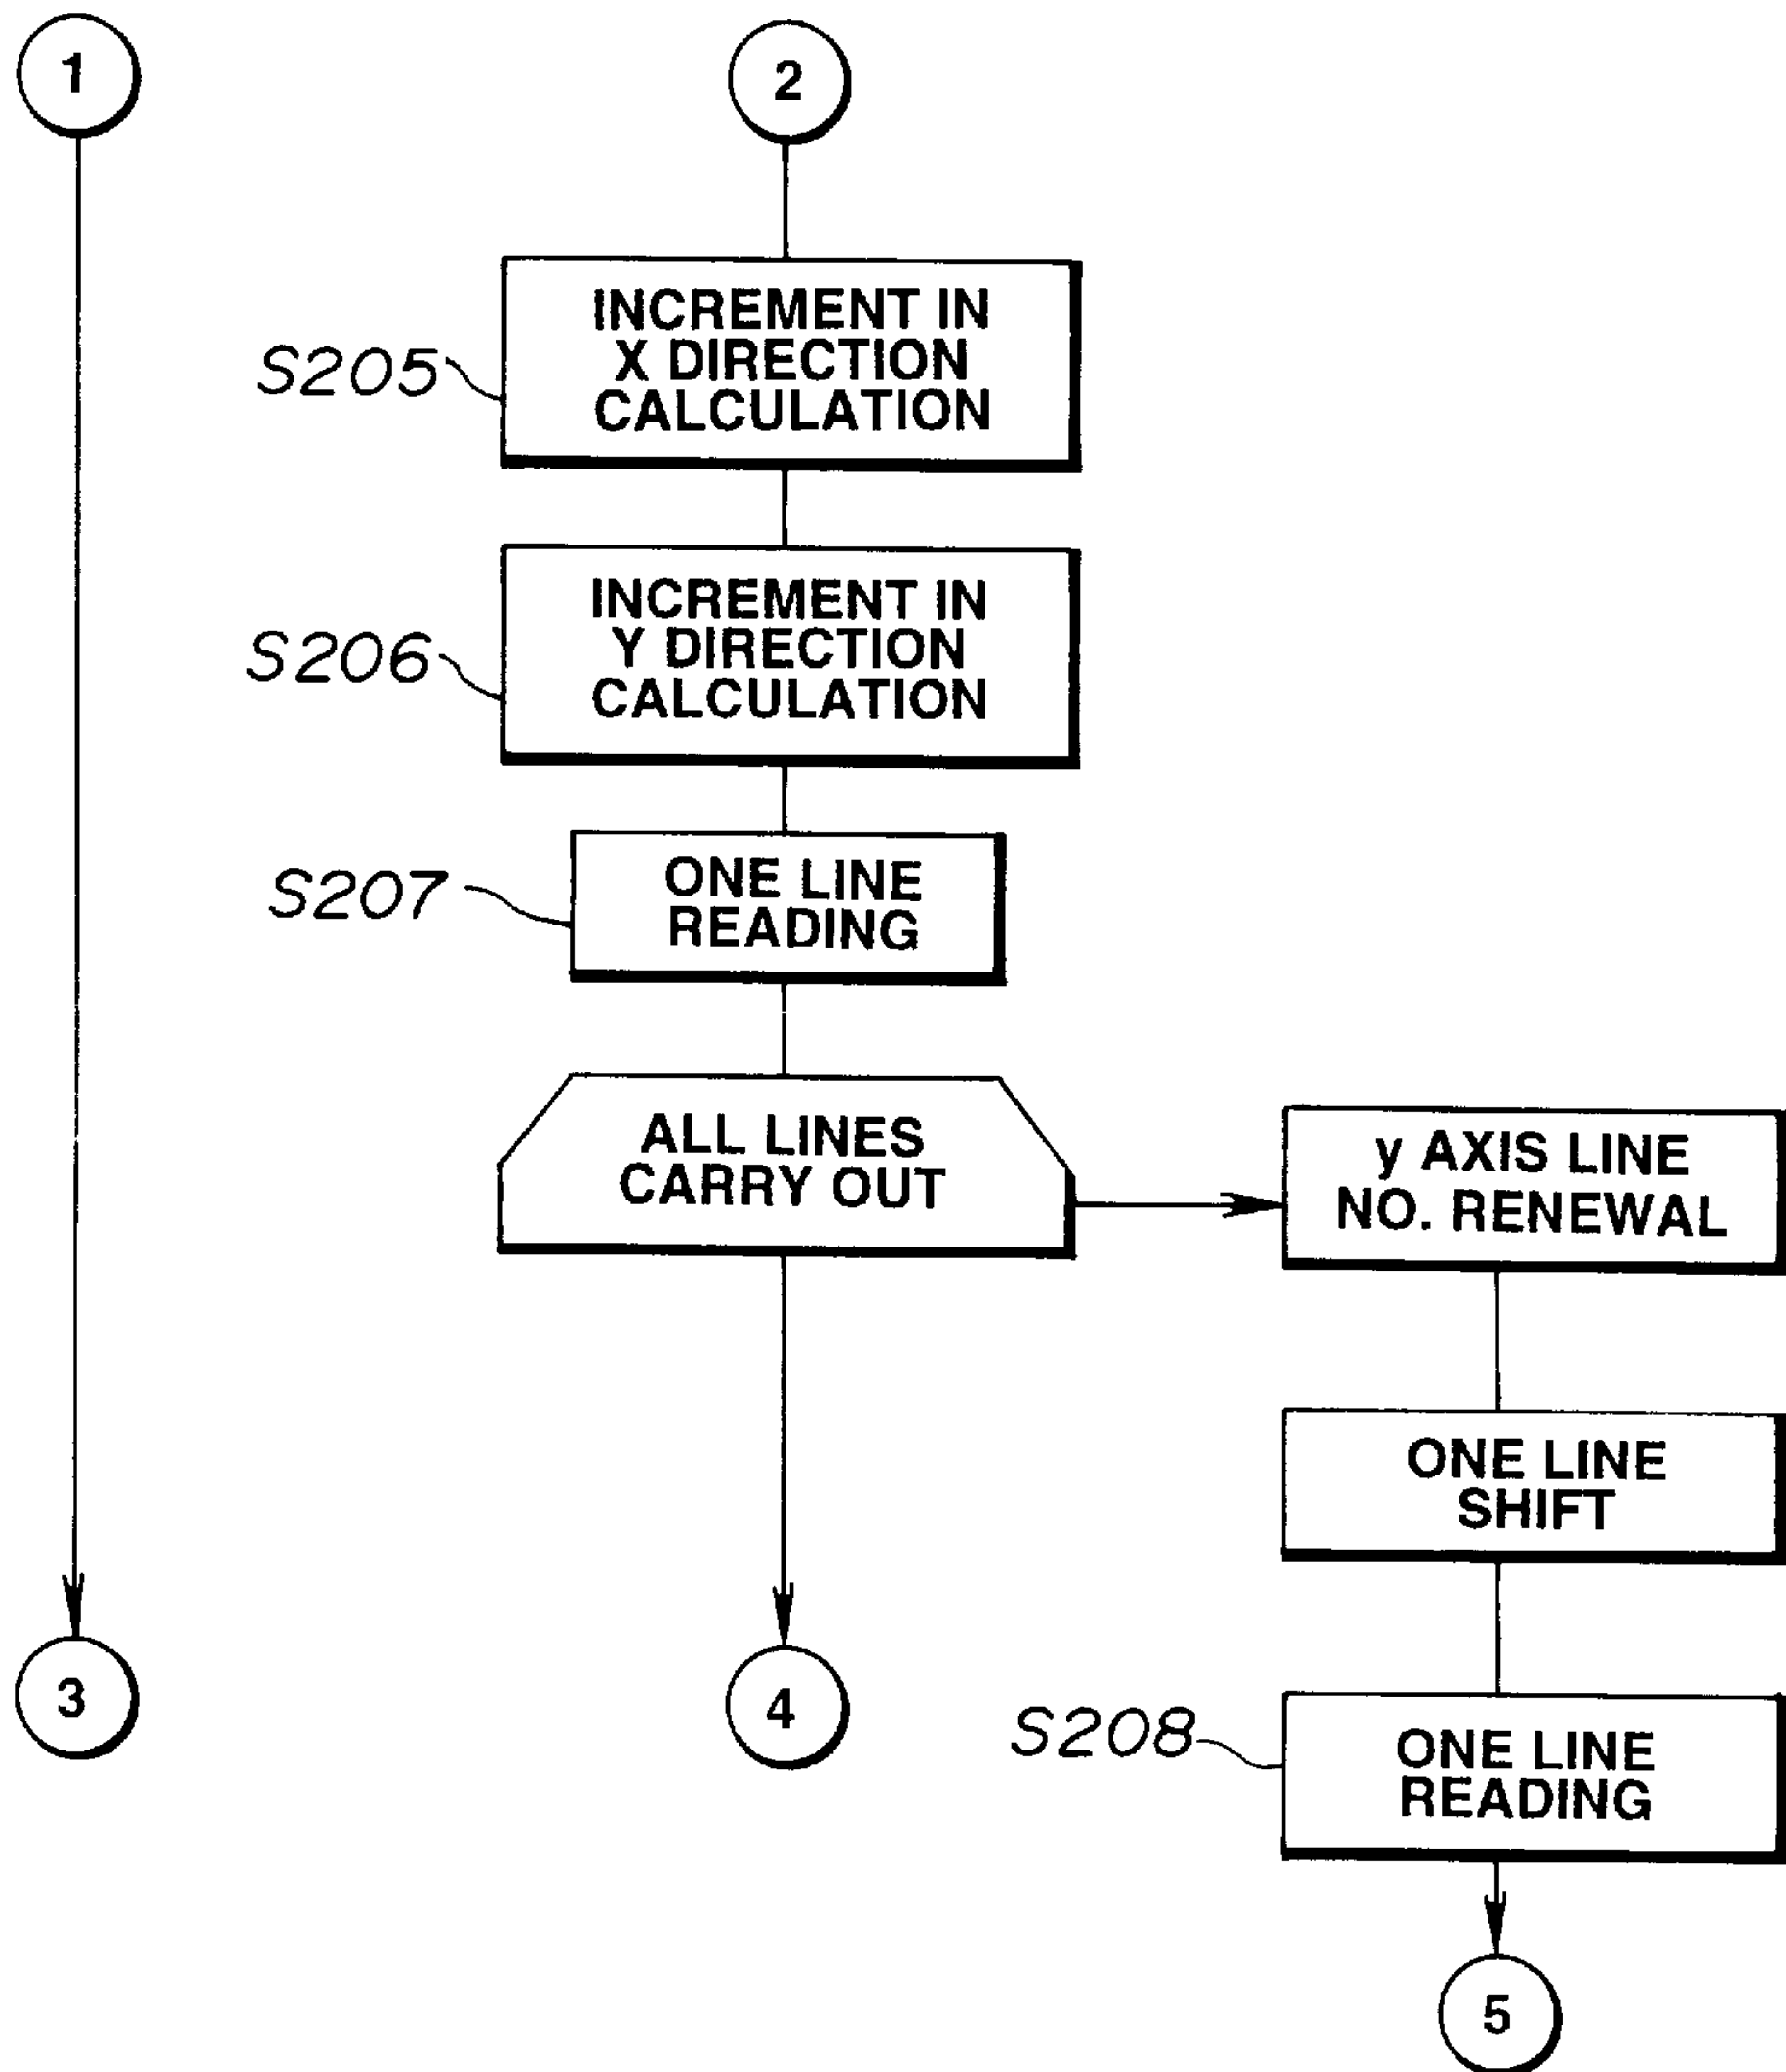 1
2
INCREMENT IN
X DIRECTION
CALCULATION
S205
INCREMENT IN
Y DIRECTION
CALCULATION
S206
ONE LINE
READING
S207
ALL LINES
CARRY OUT
y AXIS LINE
NO. RENEWAL
ONE LINE
SHIFT
3
4
S208
ONE LINE
READING
5